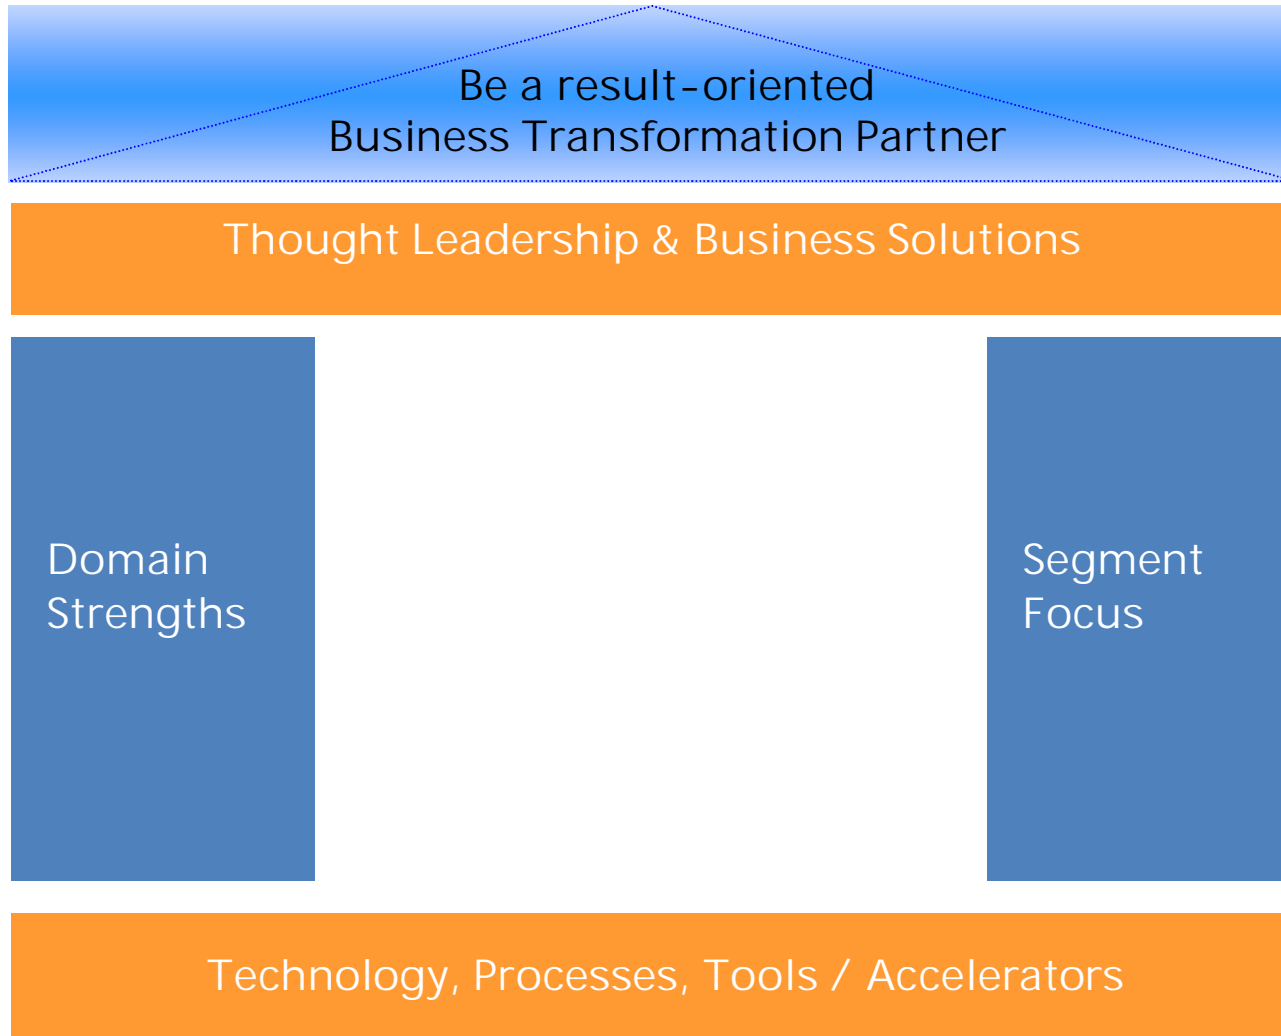 Be a result-oriented
Business Transformation Partner
Thought Leadership & Business Solutions
Domain
Strengths
Segment
Focus
Technology, Processes, Tools / Accelerators